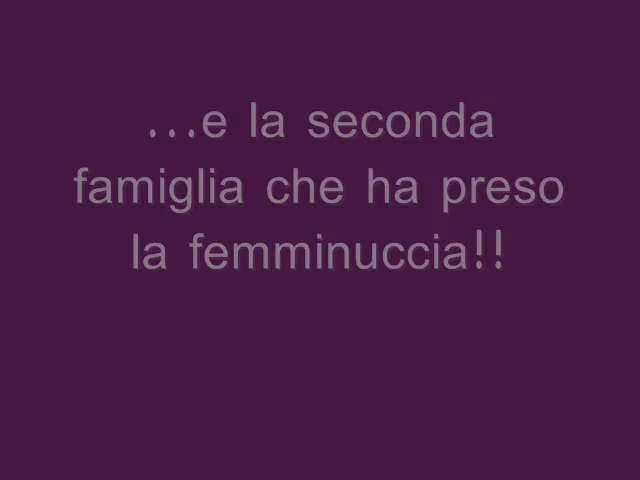 ...e la seconda
famiglia che ha preso
la femminuccia!!